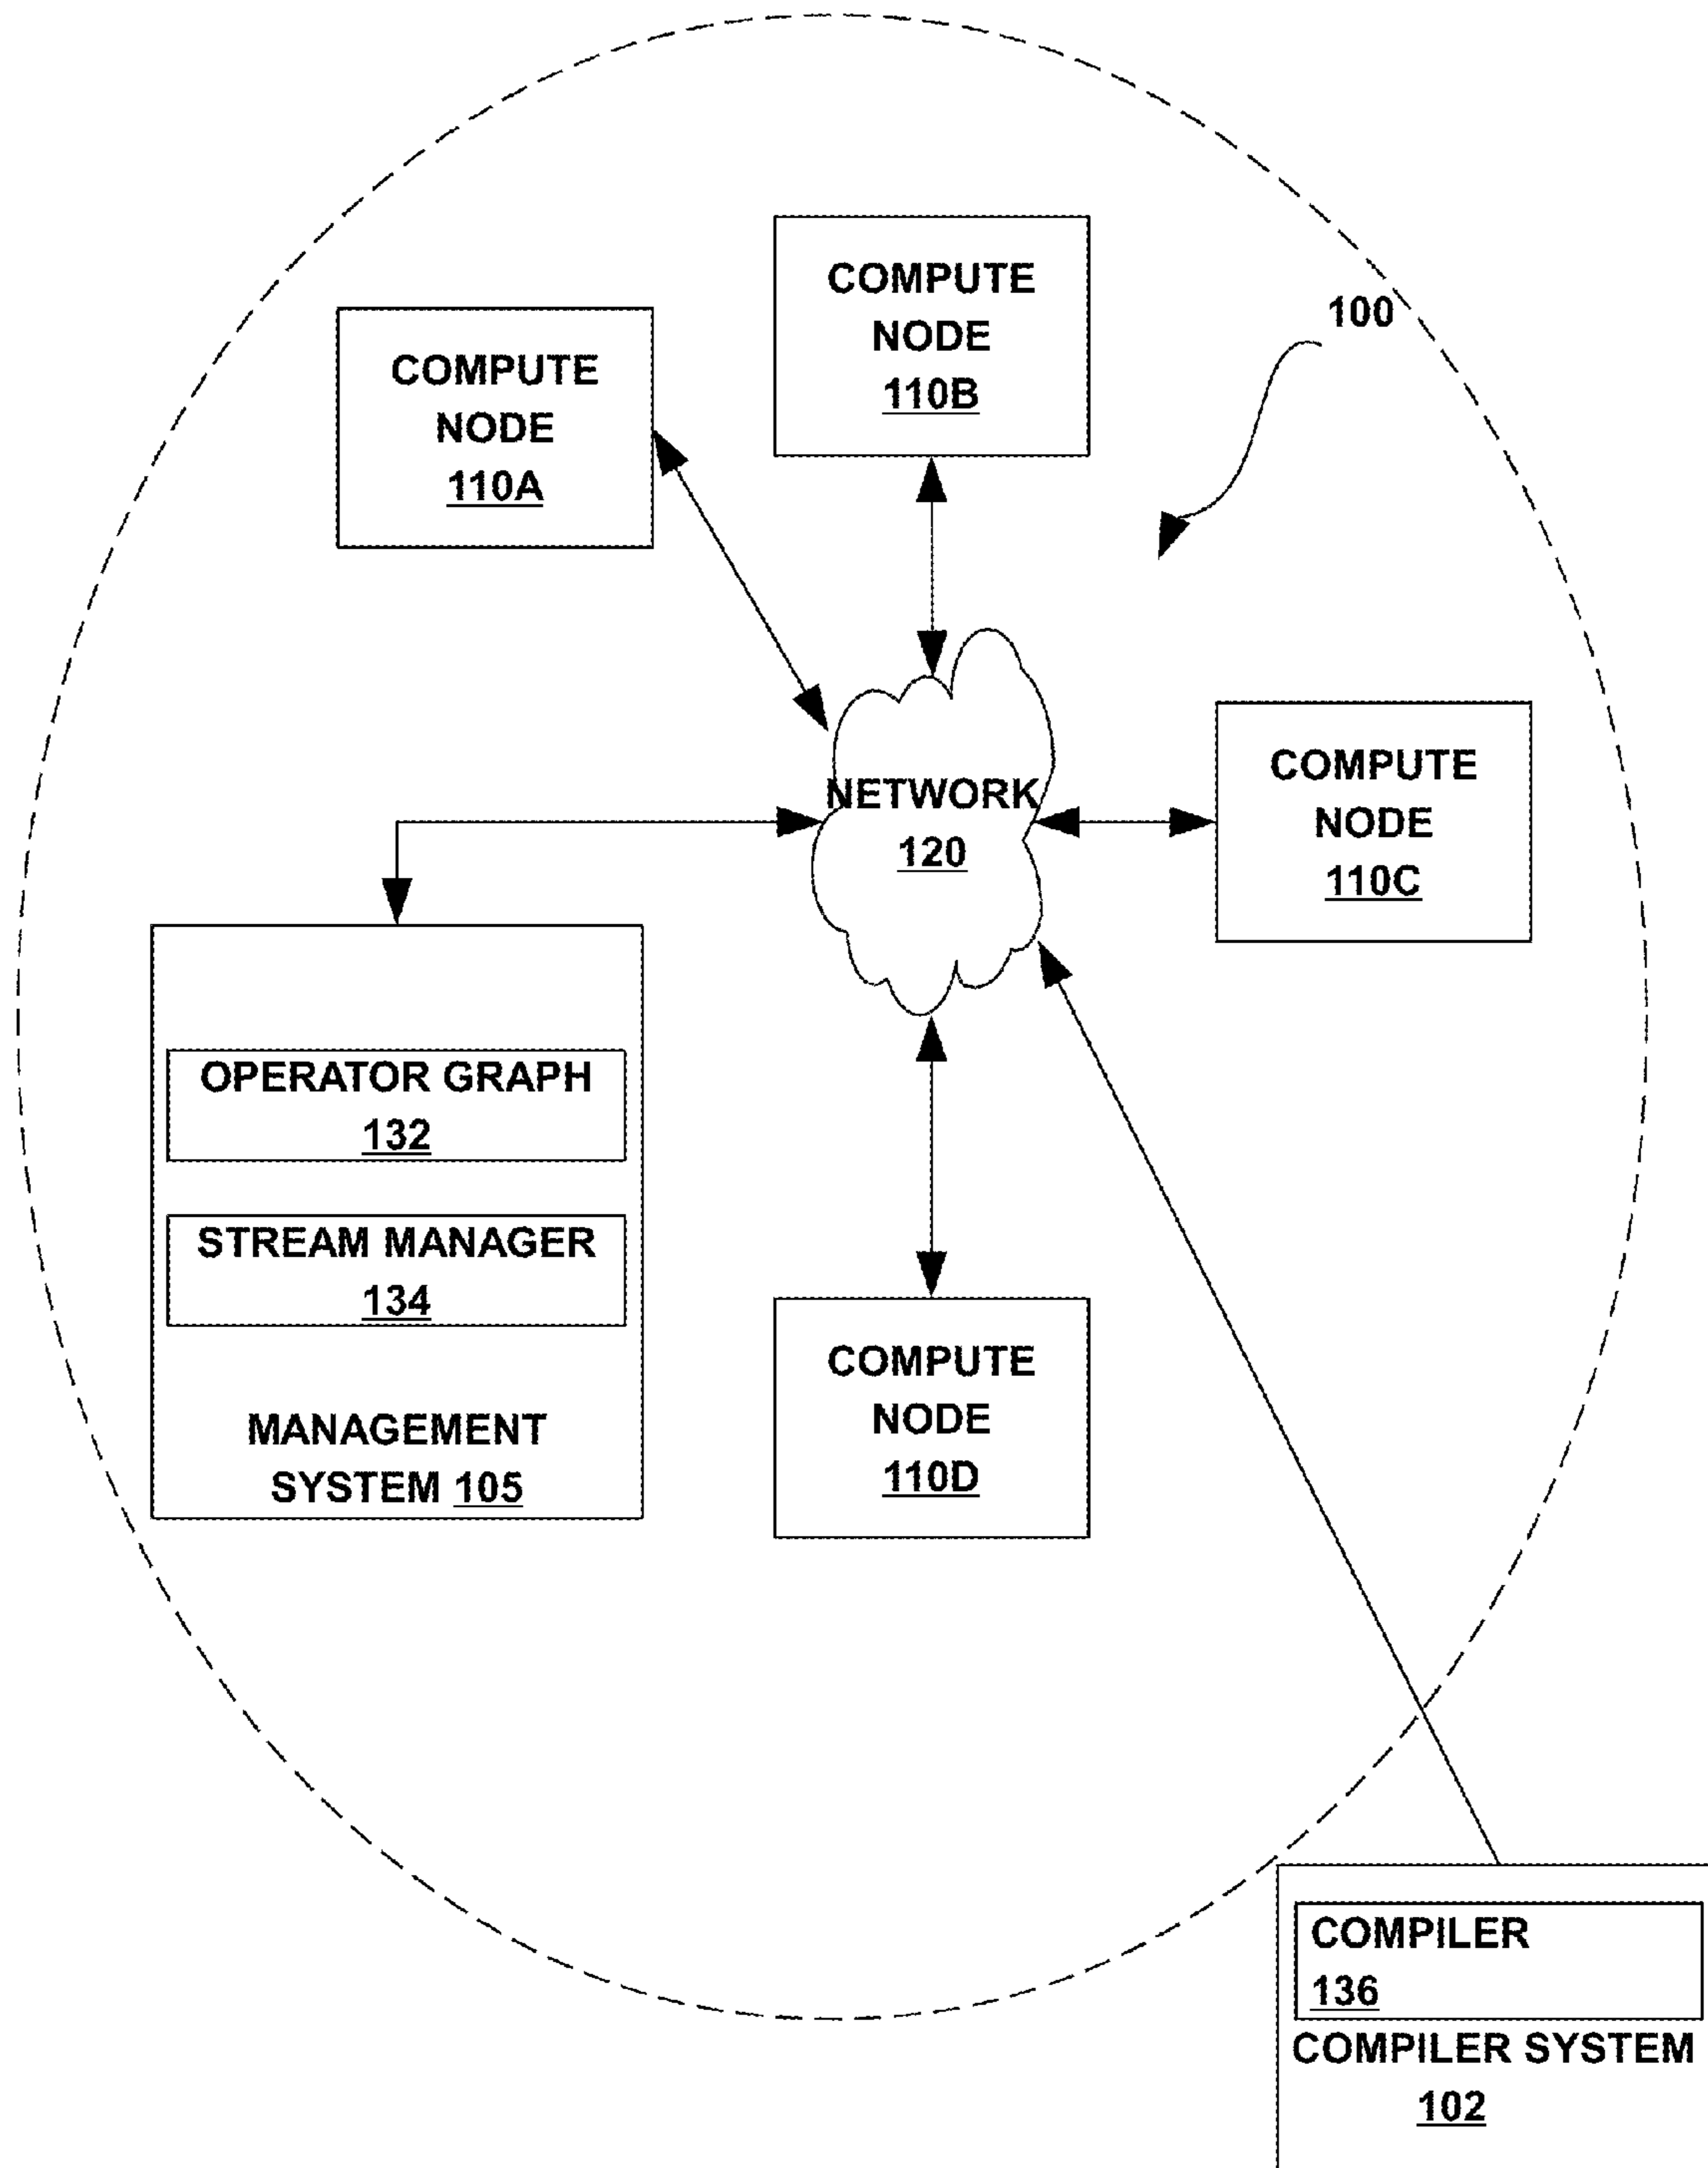 COMPUTE
NODE
110B
100
COMPUTE
NODE
110A
NETWORK
120
COMPUTE
NODE
110C
OPERATOR GRAPH
132
STREAM MANAGER
134
MANAGEMENT
SYSTEM 105
COMPUTE
NODE
110D
COMPILER
136
COMPILER SYSTEM
102